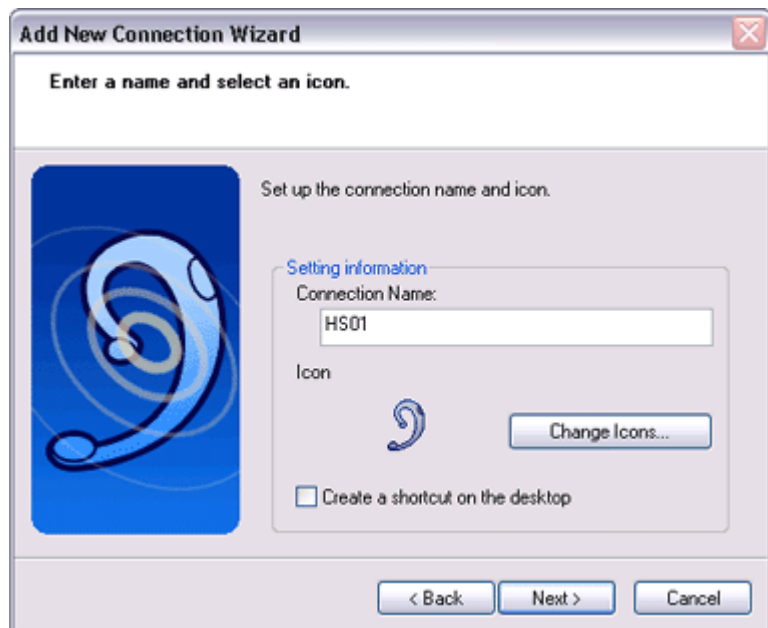 Add New Connection Wizard
Enter a name and select an icon.
Set up the connection name and icon.
Setting information
Connection Name:
HS01
Icon
Change Icons...
Create a shortcut on the desktop
< Back
Next >
Cancel